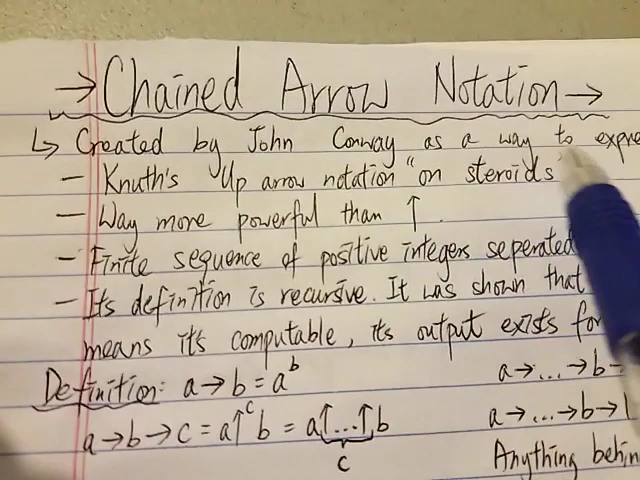 → Chained Arrow Notation →
↳ Created by John Conway as a way to expre
- Knuth's Up arrow notation "on steroids"
- Way more powerful than ↑.
- Finite sequence of positive integers seperated
- Its definition is recursive. It was shown that
means it's computable, its output exists for
Definition: a→b = a^b
a→b→c = a↑^c b = a↑...↑b
c
a→...→b→
a→...→b→1
Anything behin